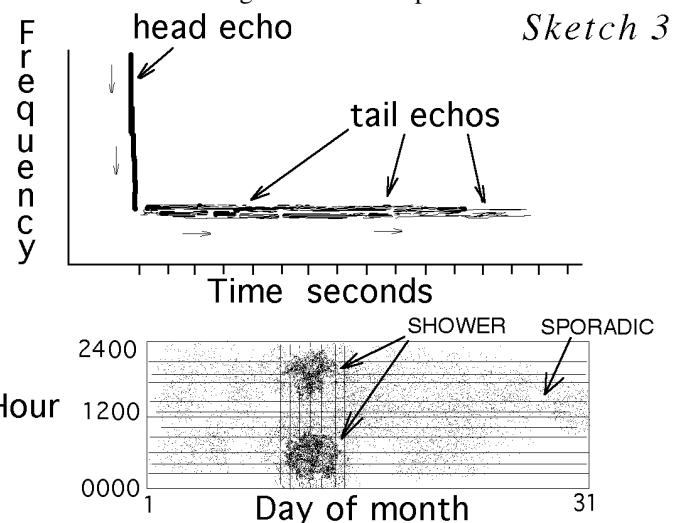 head echo
Sketch 3
Frequency
tail echos
Time seconds
SHOWER
SPORADIC
2400
Hour
1200
0000
1
Day of month
31